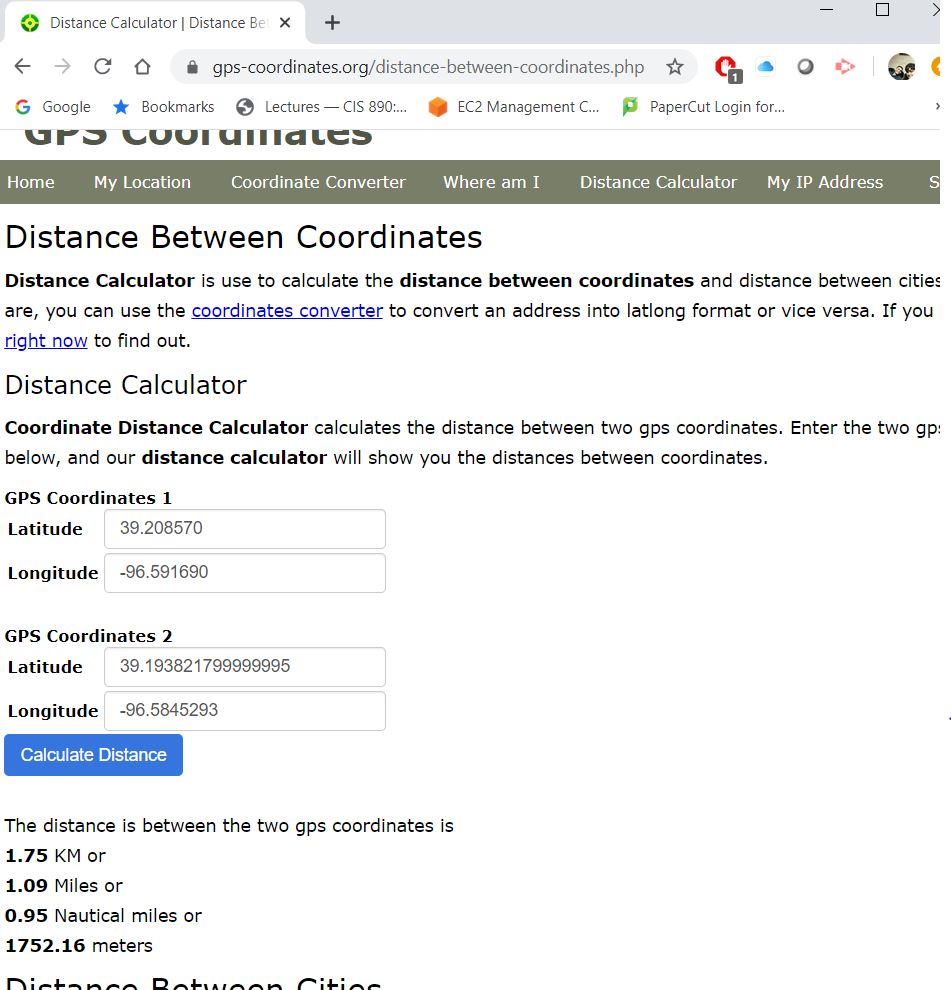 Distance Calculator | Distance Be
1
gps-coordinates.org/distance-between-coordinates.php
Google Bookmarks Lectures — CIS 890:... EC2 Management C... PaperCut Login for...
GPS Coordinates
Home My Location Coordinate Converter Where am I Distance Calculator My IP Address S
Distance Between Coordinates
Distance Calculator is use to calculate the distance between coordinates and distance between cities
are, you can use the coordinates converter to convert an address into latlong format or vice versa. If you
right now to find out.
Distance Calculator
Coordinate Distance Calculator calculates the distance between two gps coordinates. Enter the two gps
below, and our distance calculator will show you the distances between coordinates.
GPS Coordinates 1
Latitude 39.208570
Longitude -96.591690
GPS Coordinates 2
Latitude 39.193821799999995
Longitude -96.5845293
Calculate Distance
The distance is between the two gps coordinates is
1.75 KM or
1.09 Miles or
0.95 Nautical miles or
1752.16 meters
Distance Between Cities